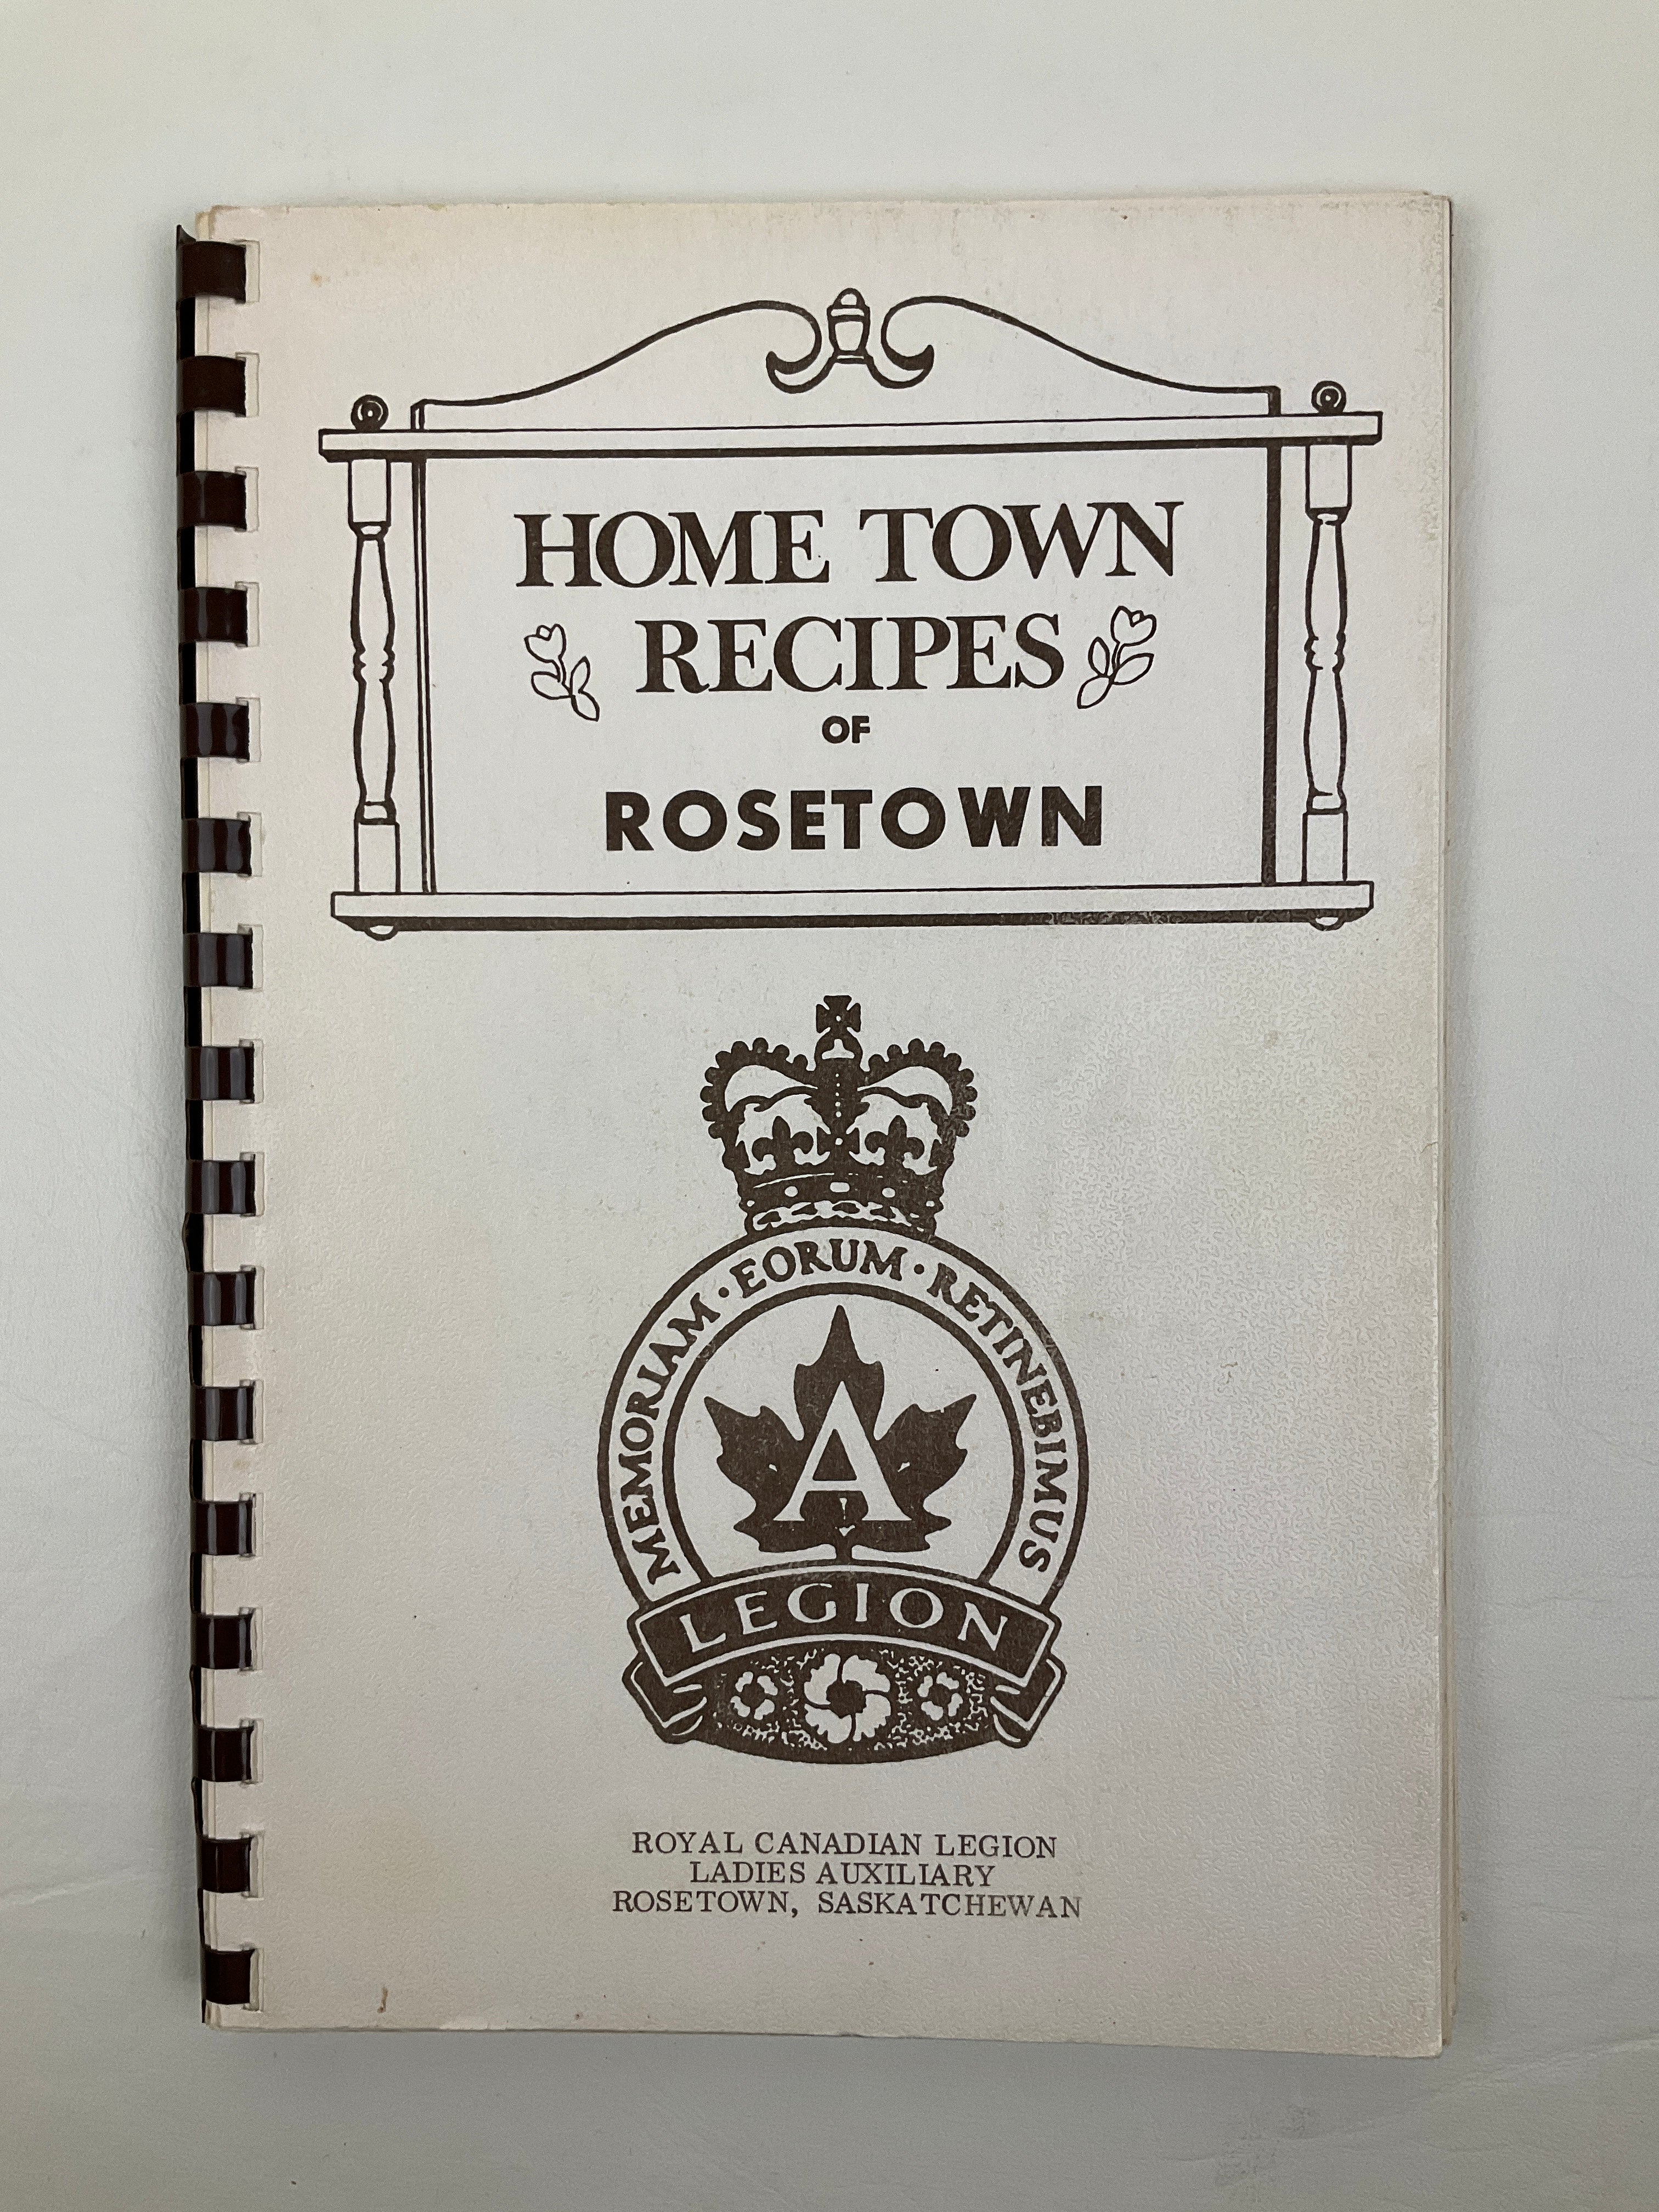 HOME TOWN
RECIPES
OF
ROSETOWN
MEMORIAM · EORUM · RETINEBIMUS
A
LEGION
ROYAL CANADIAN LEGION
LADIES AUXILIARY
ROSETOWN, SASKATCHEWAN